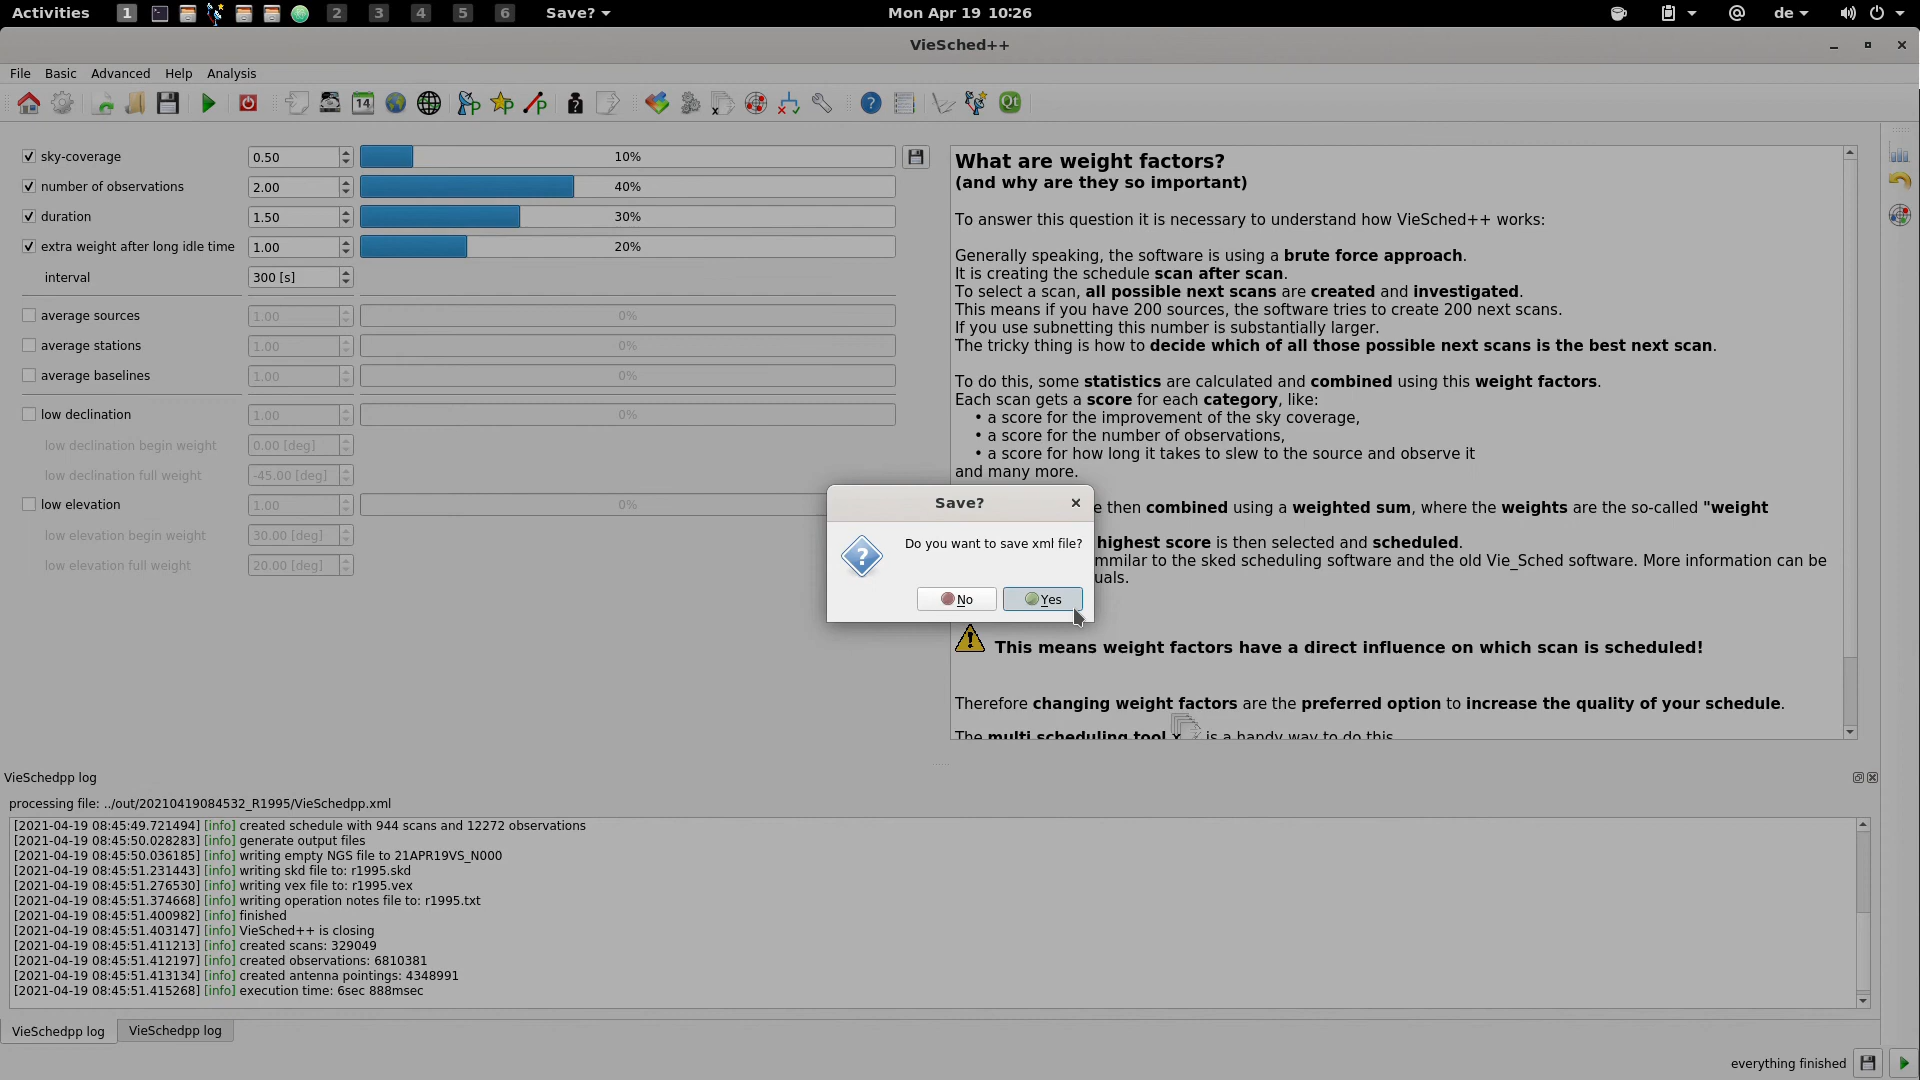 Activities 1 2 3 4 5 6 Save? Mon Apr 19 10:26 de
VieSched++
File Basic Advanced Help Analysis
14 P P P Qt
sky-coverage 0.50 10%
number of observations 2.00 40%
duration 1.50 30%
extra weight after long idle time 1.00 20%
interval 300 [s]
average sources 1.00 0%
average stations 1.00 0%
average baselines 1.00 0%
low declination 1.00 0%
low declination begin weight 0.00 [deg]
low declination full weight -45.00 [deg]
low elevation 1.00 0%
low elevation begin weight 30.00 [deg]
low elevation full weight 20.00 [deg]
What are weight factors?
(and why are they so important)
To answer this question it is necessary to understand how VieSched++ works:
Generally speaking, the software is using a brute force approach.
It is creating the schedule scan after scan.
To select a scan, all possible next scans are created and investigated.
This means if you have 200 sources, the software tries to create 200 next scans.
If you use subnetting this number is substantially larger.
The tricky thing is how to decide which of all those possible next scans is the best next scan.
To do this, some statistics are calculated and combined using this weight factors.
Each scan gets a score for each category, like:
• a score for the improvement of the sky coverage,
• a score for the number of observations,
• a score for how long it takes to slew to the source and observe it
and many more.
e then combined using a weighted sum, where the weights are the so-called "weight
highest score is then selected and scheduled.
mmilar to the sked scheduling software and the old Vie_Sched software. More information can be
uals.
This means weight factors have a direct influence on which scan is scheduled!
Therefore changing weight factors are the preferred option to increase the quality of your schedule.
The multi scheduling tool is a handy way to do this
Save?
Do you want to save xml file?
No Yes
VieSchedpp log
processing file: ../out/20210419084532_R1995/VieSchedpp.xml
[2021-04-19 08:45:49.721494] [info] created schedule with 944 scans and 12272 observations
[2021-04-19 08:45:50.028283] [info] generate output files
[2021-04-19 08:45:50.036185] [info] writing empty NGS file to 21APR19VS_N000
[2021-04-19 08:45:51.231443] [info] writing skd file to: r1995.skd
[2021-04-19 08:45:51.276530] [info] writing vex file to: r1995.vex
[2021-04-19 08:45:51.374668] [info] writing operation notes file to: r1995.txt
[2021-04-19 08:45:51.400982] [info] finished
[2021-04-19 08:45:51.403147] [info] VieSched++ is closing
[2021-04-19 08:45:51.411213] [info] created scans: 329049
[2021-04-19 08:45:51.412197] [info] created observations: 6810381
[2021-04-19 08:45:51.413134] [info] created antenna pointings: 4348991
[2021-04-19 08:45:51.415268] [info] execution time: 6sec 888msec
VieSchedpp log VieSchedpp log
everything finished